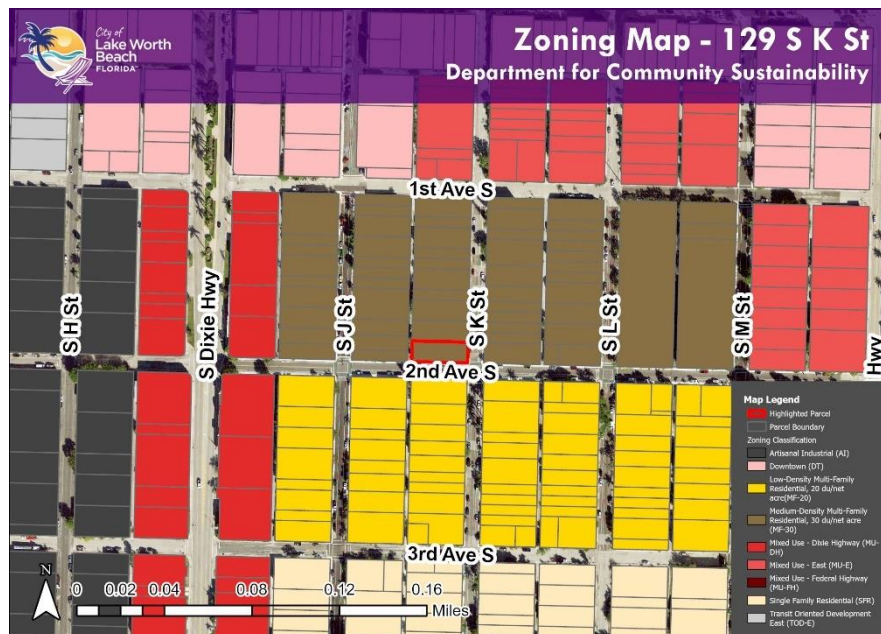 City of
Lake Worth
Beach
FLORIDA
Zoning Map - 129 S K St
Department for Community Sustainability
1st Ave S
S H St
S Dixie Hwy
S J St
S K St
S L St
S M St
Hwy
2nd Ave S
3rd Ave S
N
0 0.02 0.04 0.08 0.12 0.16
Miles
Map Legend
Highlighted Parcel
Parcel Boundary
Zoning Classification
Artisanal Industrial (AI)
Downtown (DT)
Low-Density Multi-Family
Residential, 20 du/net
acre(MF-20)
Medium-Density Multi-Family
Residential, 30 du/net acre
(MF-30)
Mixed Use - Dixie Highway (MU-
DH)
Mixed Use - East (MU-E)
Mixed Use - Federal Highway
(MU-FH)
Single Family Residential (SFR)
Transit Oriented Development
East (TOD-E)